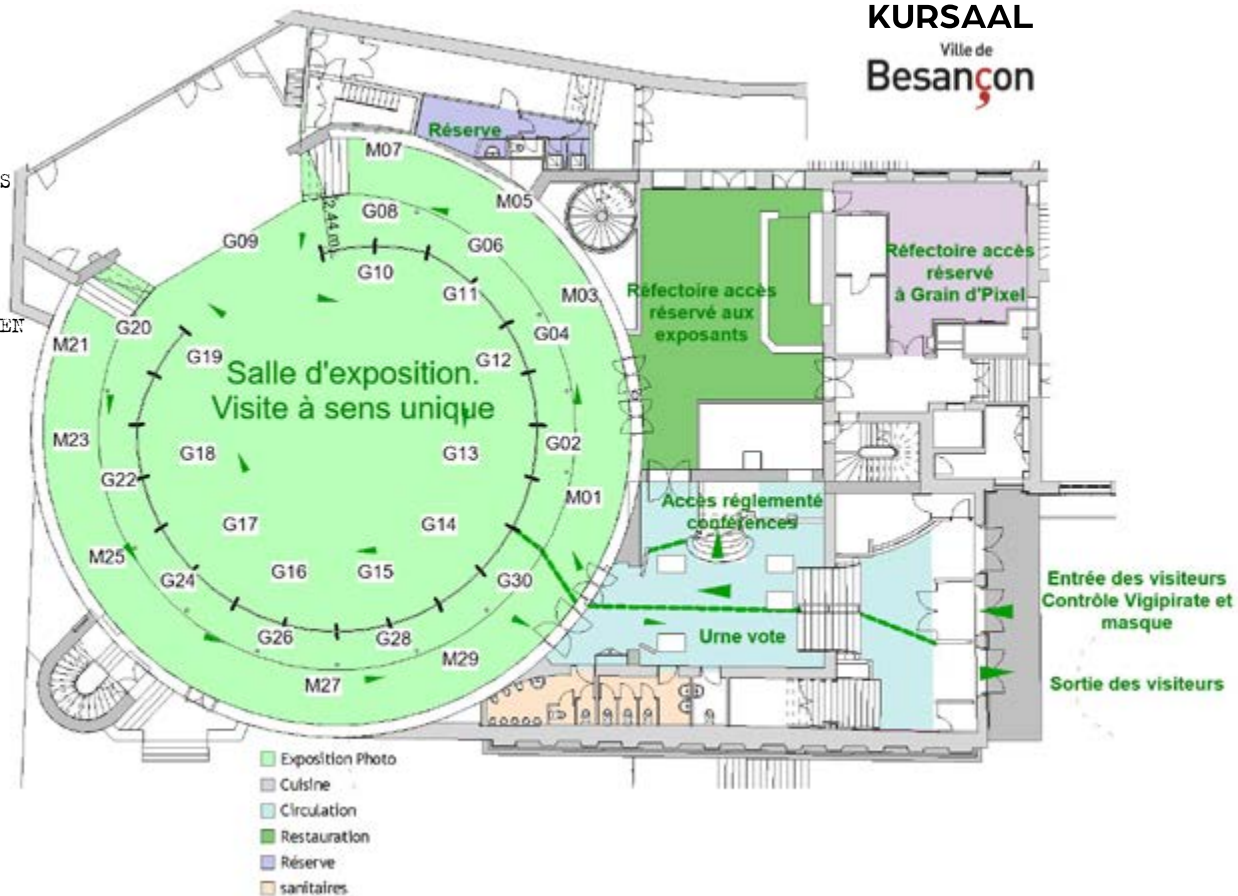 KURSAAL
Ville de
Besançon
Réserve
M07
S
M05
G08
2.44 m
G09
G06
Réfectoire accès
réservé
à Grain d'Pixel
G10
G11
M03
Réfectoire accès
réservé aux
exposants
EN
G20
G04
M21
G19
G12
Salle d'exposition.
Visite à sens unique
M23
G18
G13
G02
G22
M01
Accès réglementé
conférences
G17
G14
M25
G24
G16
G15
G30
Entrée des visiteurs
Contrôle Vigipirate et
masque
G26
G28
Urne vote
M29
M27
Sortie des visiteurs
Exposition Photo
Cuisine
Circulation
Restauration
Réserve
sanitaires